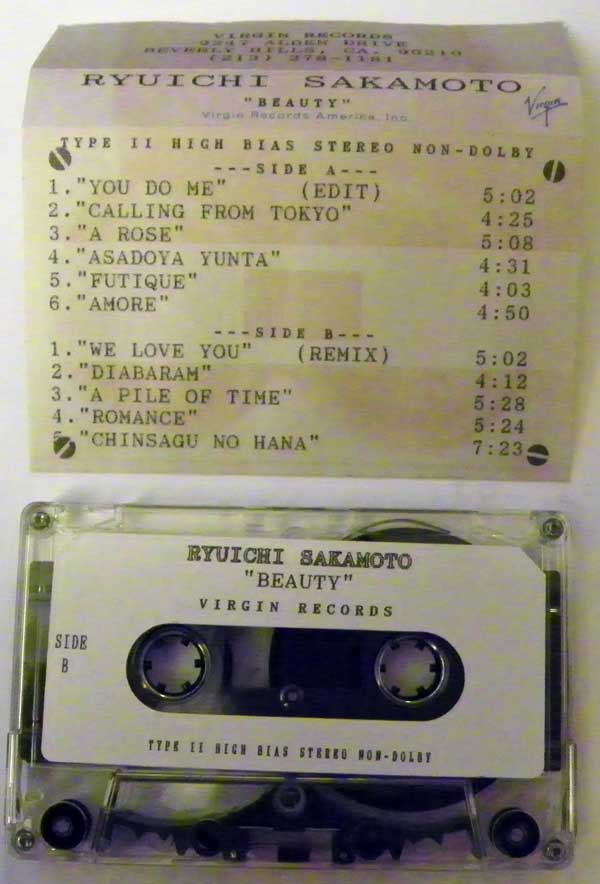 VIRGIN RECORDS
9247 ALDEN DRIVE
BEVERLY HILLS, CA. 90210
(213) 278-1181
RYUICHI SAKAMOTO
"BEAUTY"
Virgin
Virgin Records America, Inc.
TYPE II HIGH BIAS STEREO NON-DOLBY
---SIDE A---
1."YOU DO ME" (EDIT) 5:02
2."CALLING FROM TOKYO" 4:25
3."A ROSE" 5:08
4."ASADOYA YUNTA" 4:31
5."FUTIQUE" 4:03
6."AMORE" 4:50
---SIDE B---
1."WE LOVE YOU" (REMIX) 5:02
2."DIABARAM" 4:12
3."A PILE OF TIME" 5:28
4."ROMANCE" 5:24
5."CHINSAGU NO HANA" 7:23
RYUICHI SAKAMOTO
"BEAUTY"
VIRGIN RECORDS
SIDE
B
TYPE II HIGH BIAS STEREO NON-DOLBY